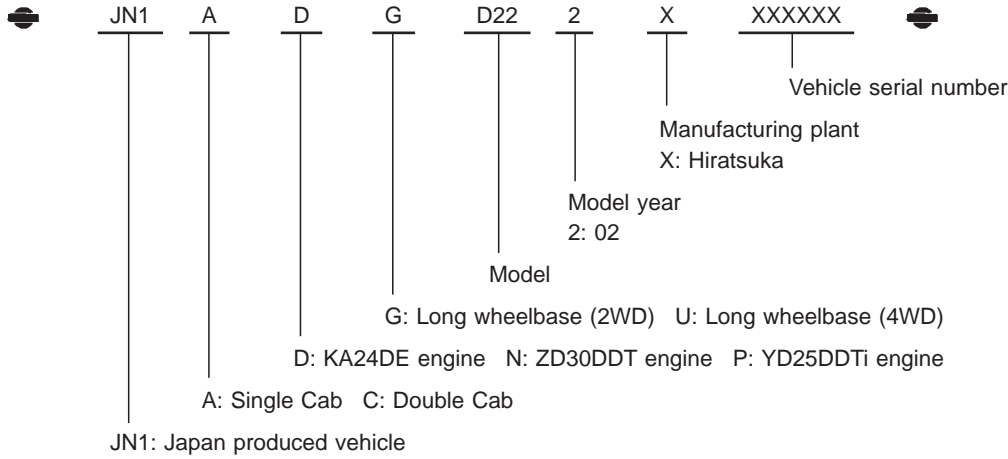 JN1 A D G D22 2 X XXXXXX
Vehicle serial number
Manufacturing plant
X: Hiratsuka
Model year
2: 02
Model
G: Long wheelbase (2WD) U: Long wheelbase (4WD)
D: KA24DE engine N: ZD30DDT engine P: YD25DDTi engine
A: Single Cab C: Double Cab
JN1: Japan produced vehicle